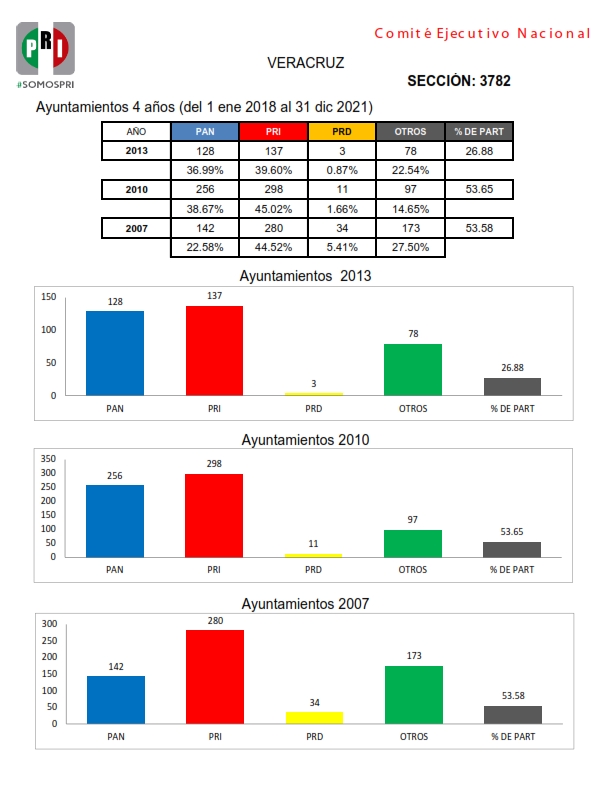 Comité Ejecutivo Nacional
PRI
#SOMOSPRI
VERACRUZ
SECCIÓN: 3782
Ayuntamientos 4 años (del 1 ene 2018 al 31 dic 2021)
AÑO PAN PRI PRD OTROS % DE PART
2013 128 137 3 78 26.88
36.99% 39.60% 0.87% 22.54%
2010 256 298 11 97 53.65
38.67% 45.02% 1.66% 14.65%
2007 142 280 34 173 53.58
22.58% 44.52% 5.41% 27.50%
Ayuntamientos 2013
150
100
50
0
128 137 3 78 26.88
PAN PRI PRD OTROS % DE PART
Ayuntamientos 2010
350
300
250
200
150
100
50
0
256 298 11 97 53.65
PAN PRI PRD OTROS % DE PART
Ayuntamientos 2007
300
250
200
150
100
50
0
142 280 34 173 53.58
PAN PRI PRD OTROS % DE PART